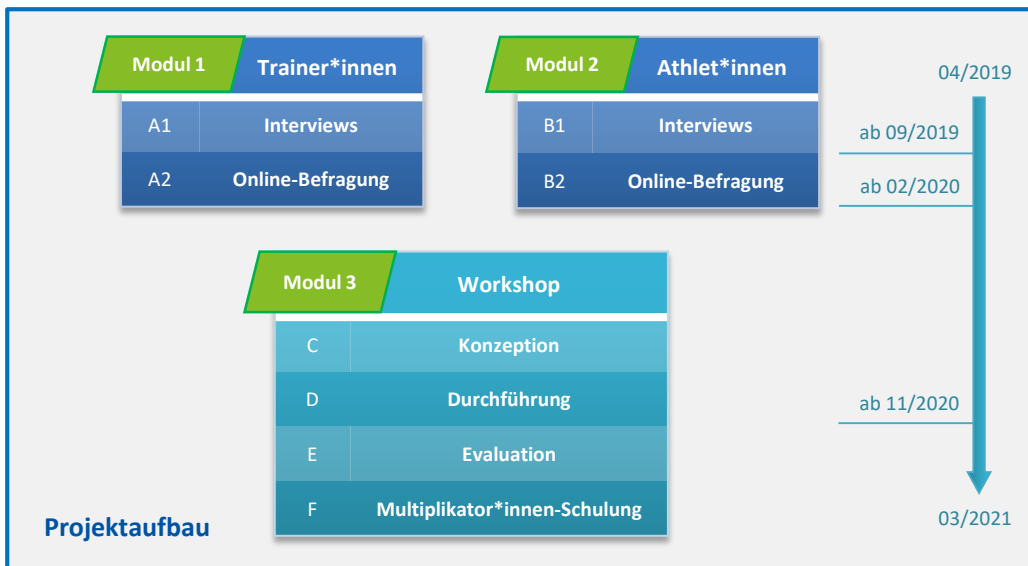 Modul 1
Trainer*innen
A1
Interviews
A2
Online-Befragung
Modul 2
Athlet*innen
B1
Interviews
B2
Online-Befragung
04/2019
ab 09/2019
ab 02/2020
Modul 3
Workshop
C
Konzeption
D
Durchführung
E
Evaluation
F
Multiplikator*innen-Schulung
ab 11/2020
03/2021
Projektaufbau